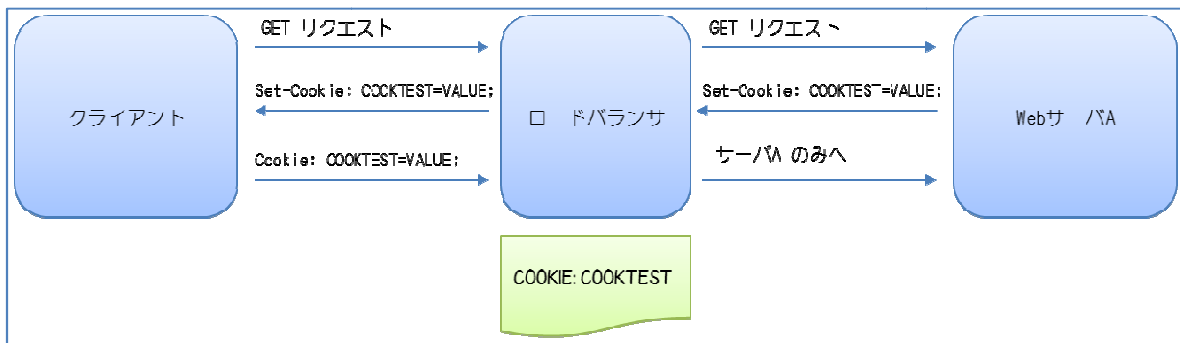 GET リクエスト
GET リクエスト
Set-Cookie: COOKTEST=VALUE;
Set-Cookie: COOKTEST=VALUE;
クライアント
ロ ドバランサ
Webサ バA
Cookie: COOKTEST=VALUE;
サーバA のみへ
COOKIE: COOKTEST